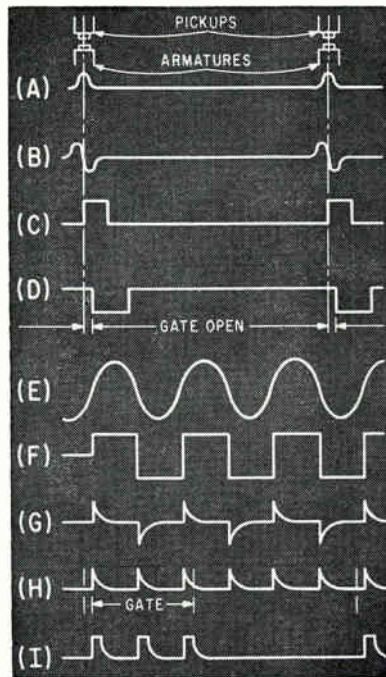 PICKUPS
ARMATURES
(A)
(B)
(C)
(D)
GATE OPEN
(E)
(F)
(G)
(H)
GATE
(I)